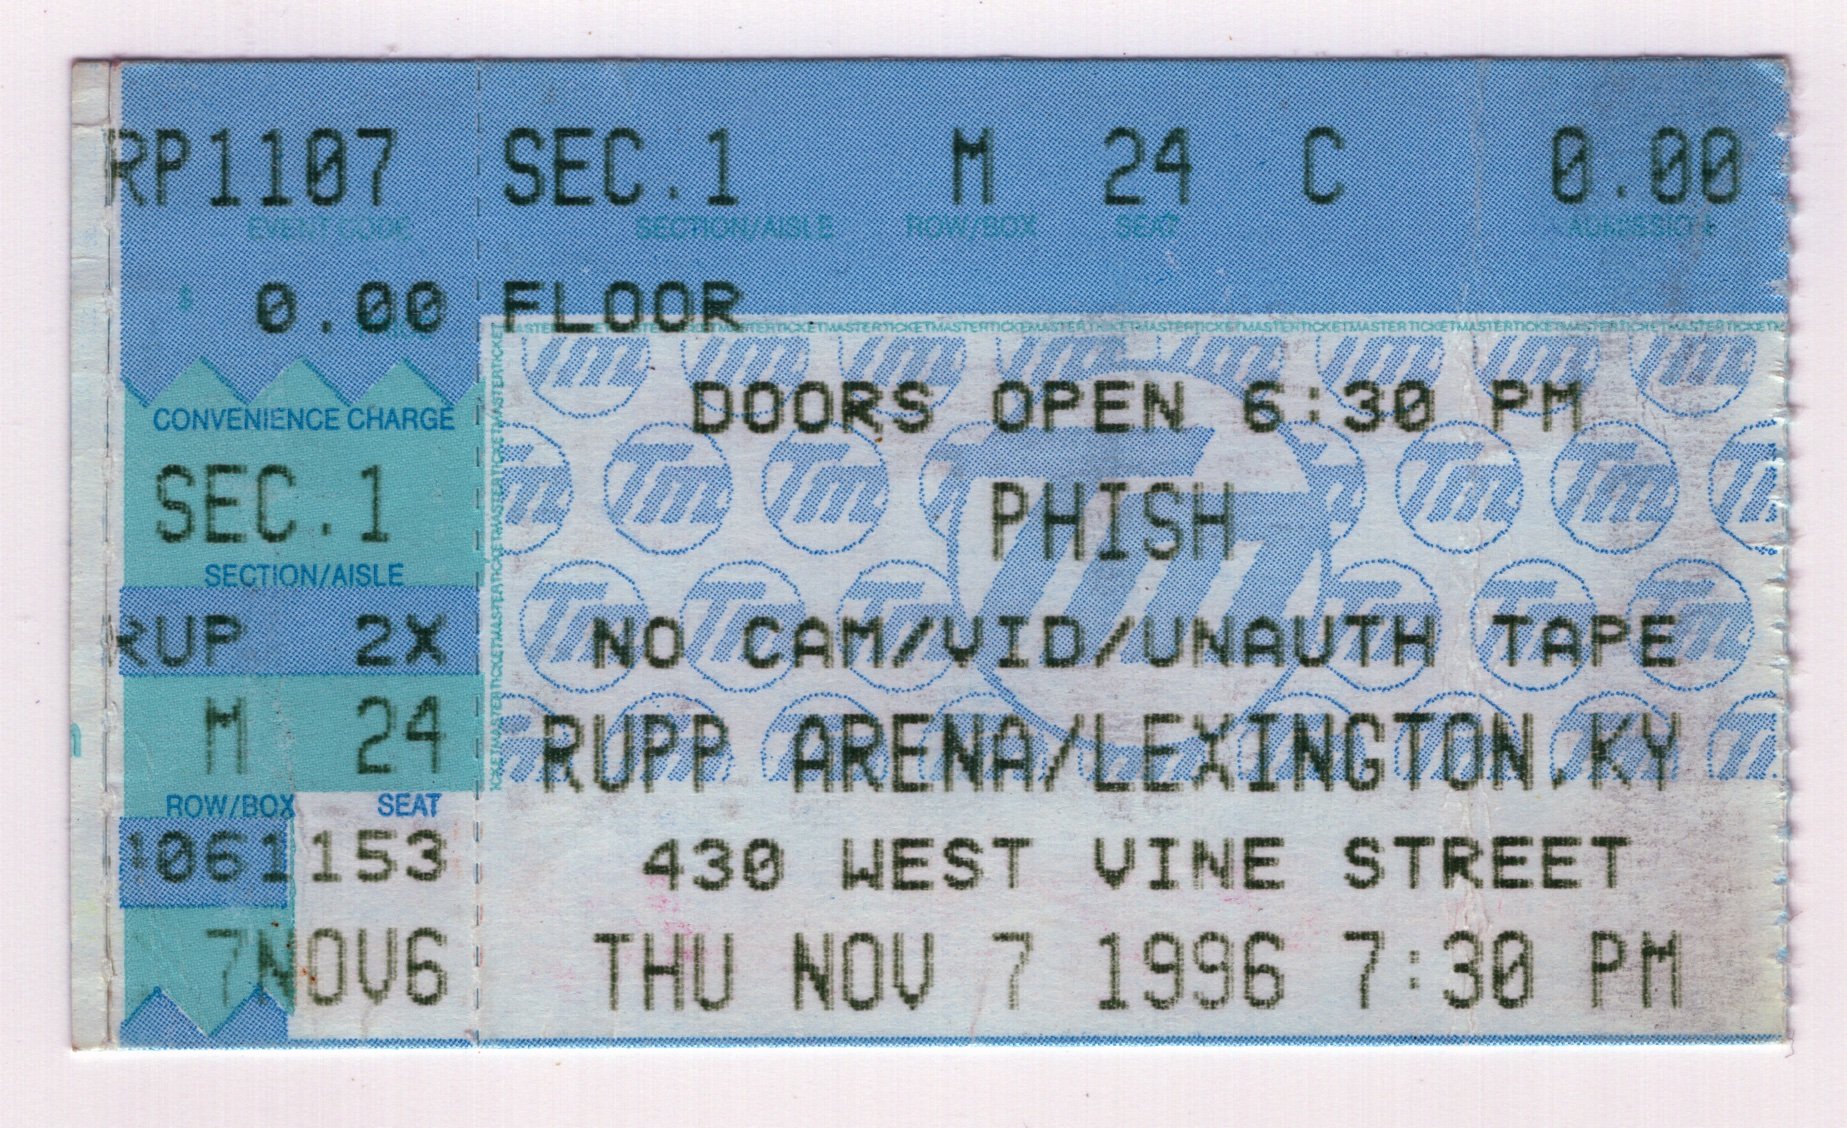 RP1107 SEC.1 M 24 C 0.00
EVENT CODE SECTION/AISLE ROW/BOX SEAT ADMISSION
$ 0.00 FLOOR
TICKETMASTERTICKETMASTERTICKETMASTER
DOORS OPEN 6:30 PM
CONVENIENCE CHARGE
SEC.1 PHISH
SECTION/AISLE
RUP 2X NO CAM/VID/UNAUTH TAPE
M 24 RUPP ARENA/LEXINGTON,KY
ROW/BOX SEAT
1061153 430 WEST VINE STREET
7NOV6 THU NOV 7 1996 7:30 PM